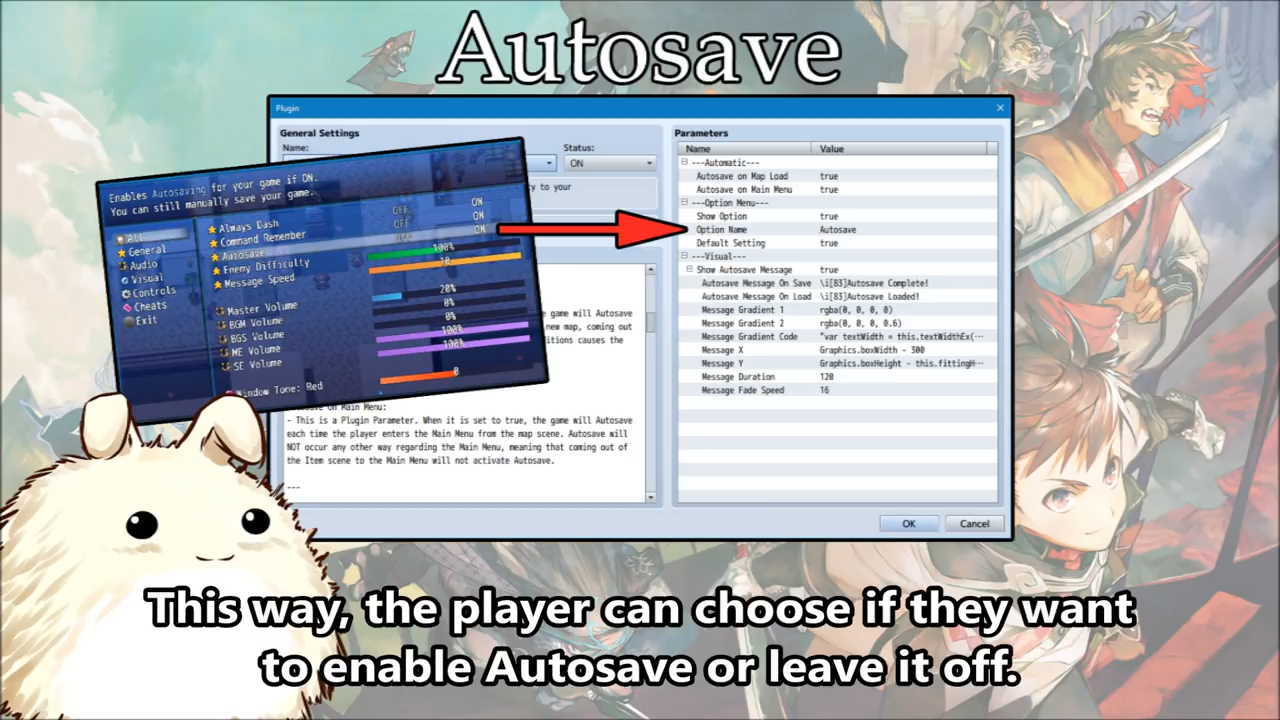 Autosave
Plugin
General Settings
Name:
Status:
ON
y to your
Enables Autosaving for your game if ON.
You can still manually save your game.
All
General
Audio
Visual
Controls
Cheats
Exit
Always Dash OFF ON
Command Remember OFF ON
Autosave OFF ON
Enemy Difficulty 100%
Message Speed 10
Master Volume 20%
BGM Volume 0%
BGS Volume 0%
ME Volume 100%
SE Volume 100%
Window Tone: Red 0
e game will Autosave
new map, coming out
itions causes the
on Main Menu:
- This is a Plugin Parameter. When it is set to true, the game will Autosave
each time the player enters the Main Menu from the map scene. Autosave will
NOT occur any other way regarding the Main Menu, meaning that coming out of
the Item scene to the Main Menu will not activate Autosave.
---
Parameters
Name Value
---Automatic---
Autosave on Map Load true
Autosave on Main Menu true
---Option Menu---
Show Option true
Option Name Autosave
Default Setting true
---Visual---
Show Autosave Message true
Autosave Message On Save \i[83]Autosave Complete!
Autosave Message On Load \i[83]Autosave Loaded!
Message Gradient 1 rgba(0, 0, 0, 0)
Message Gradient 2 rgba(0, 0, 0, 0.6)
Message Gradient Code "var textWidth = this.textWidthEx(⋯
Message X Graphics.boxWidth - 300
Message Y Graphics.boxHeight - this.fittingH⋯
Message Duration 120
Message Fade Speed 16
OK Cancel
This way, the player can choose if they want
to enable Autosave or leave it off.